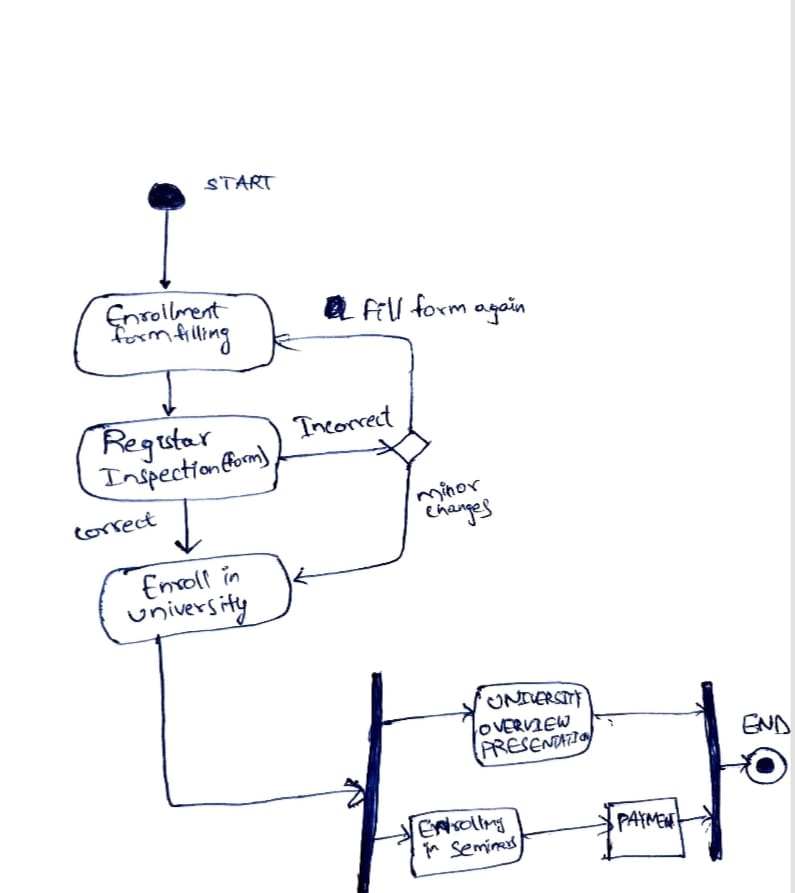 START
Enrollment
form filling
fill form again
Incorrect
Registar
Inspection (form)
minor
changes
correct
Enroll in
University
UNIVERSITY
OVERVIEW
PRESENTATION
END
Enrolling
in Seminars
PAYMENT